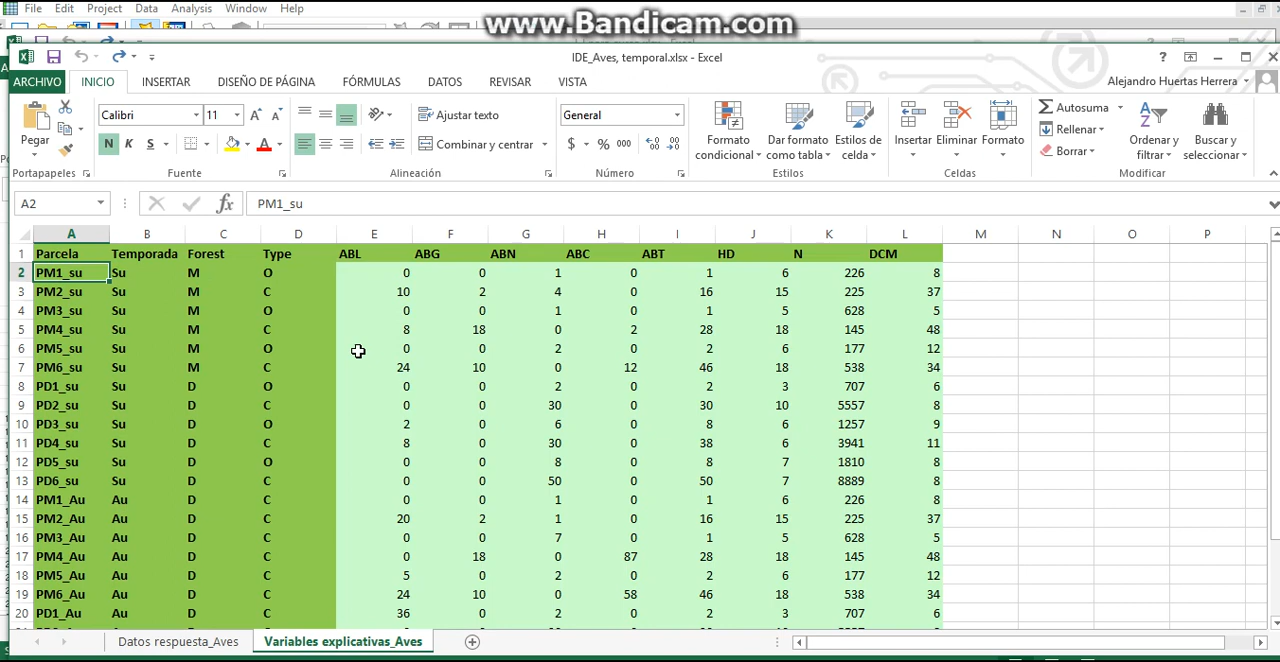 File Edit Project Data Analysis Window Help
www.Bandicam.com
IDE_Aves, temporal.xlsx - Excel
ARCHIVO INICIO INSERTAR DISEÑO DE PÁGINA FÓRMULAS DATOS REVISAR VISTA Alejandro Huertas Herrera
Calibri 11 Ajustar texto General Autosuma
Rellenar
Pegar N K S Combinar y centrar $ % 000 Formato condicional Dar formato como tabla Estilos de celda Insertar Eliminar Formato Borrar Ordenar y filtrar Buscar y seleccionar
Portapapeles Fuente Alineación Número Estilos Celdas Modificar
A2 fx PM1_su
A B C D E F G H I J K L M N O P
1 Parcela Temporada Forest Type ABL ABG ABN ABC ABT HD N DCM
2 PM1_su Su M O 0 0 1 0 1 6 226 8
3 PM2_su Su M C 10 2 4 0 16 15 225 37
4 PM3_su Su M O 0 0 1 0 1 5 628 5
5 PM4_su Su M C 8 18 0 2 28 18 145 48
6 PM5_su Su M O 0 0 2 0 2 6 177 12
7 PM6_su Su M C 24 10 0 12 46 18 538 34
8 PD1_su Su D O 0 0 2 0 2 3 707 6
9 PD2_su Su D C 0 0 30 0 30 10 5557 8
10 PD3_su Su D O 2 0 6 0 8 6 1257 9
11 PD4_su Su D C 8 0 30 0 38 6 3941 11
12 PD5_su Su D O 0 0 8 0 8 7 1810 8
13 PD6_su Su D C 0 0 50 0 50 7 8889 8
14 PM1_Au Au D C 0 0 1 0 1 6 226 8
15 PM2_Au Au D C 20 2 1 0 16 15 225 37
16 PM3_Au Au D C 0 0 7 0 1 5 628 5
17 PM4_Au Au D C 0 18 0 87 28 18 145 48
18 PM5_Au Au D C 5 0 2 0 2 6 177 12
19 PM6_Au Au D C 24 10 0 58 46 18 538 34
20 PD1_Au Au D C 36 0 2 0 2 3 707 6
Datos respuesta_Aves Variables explicativas_Aves